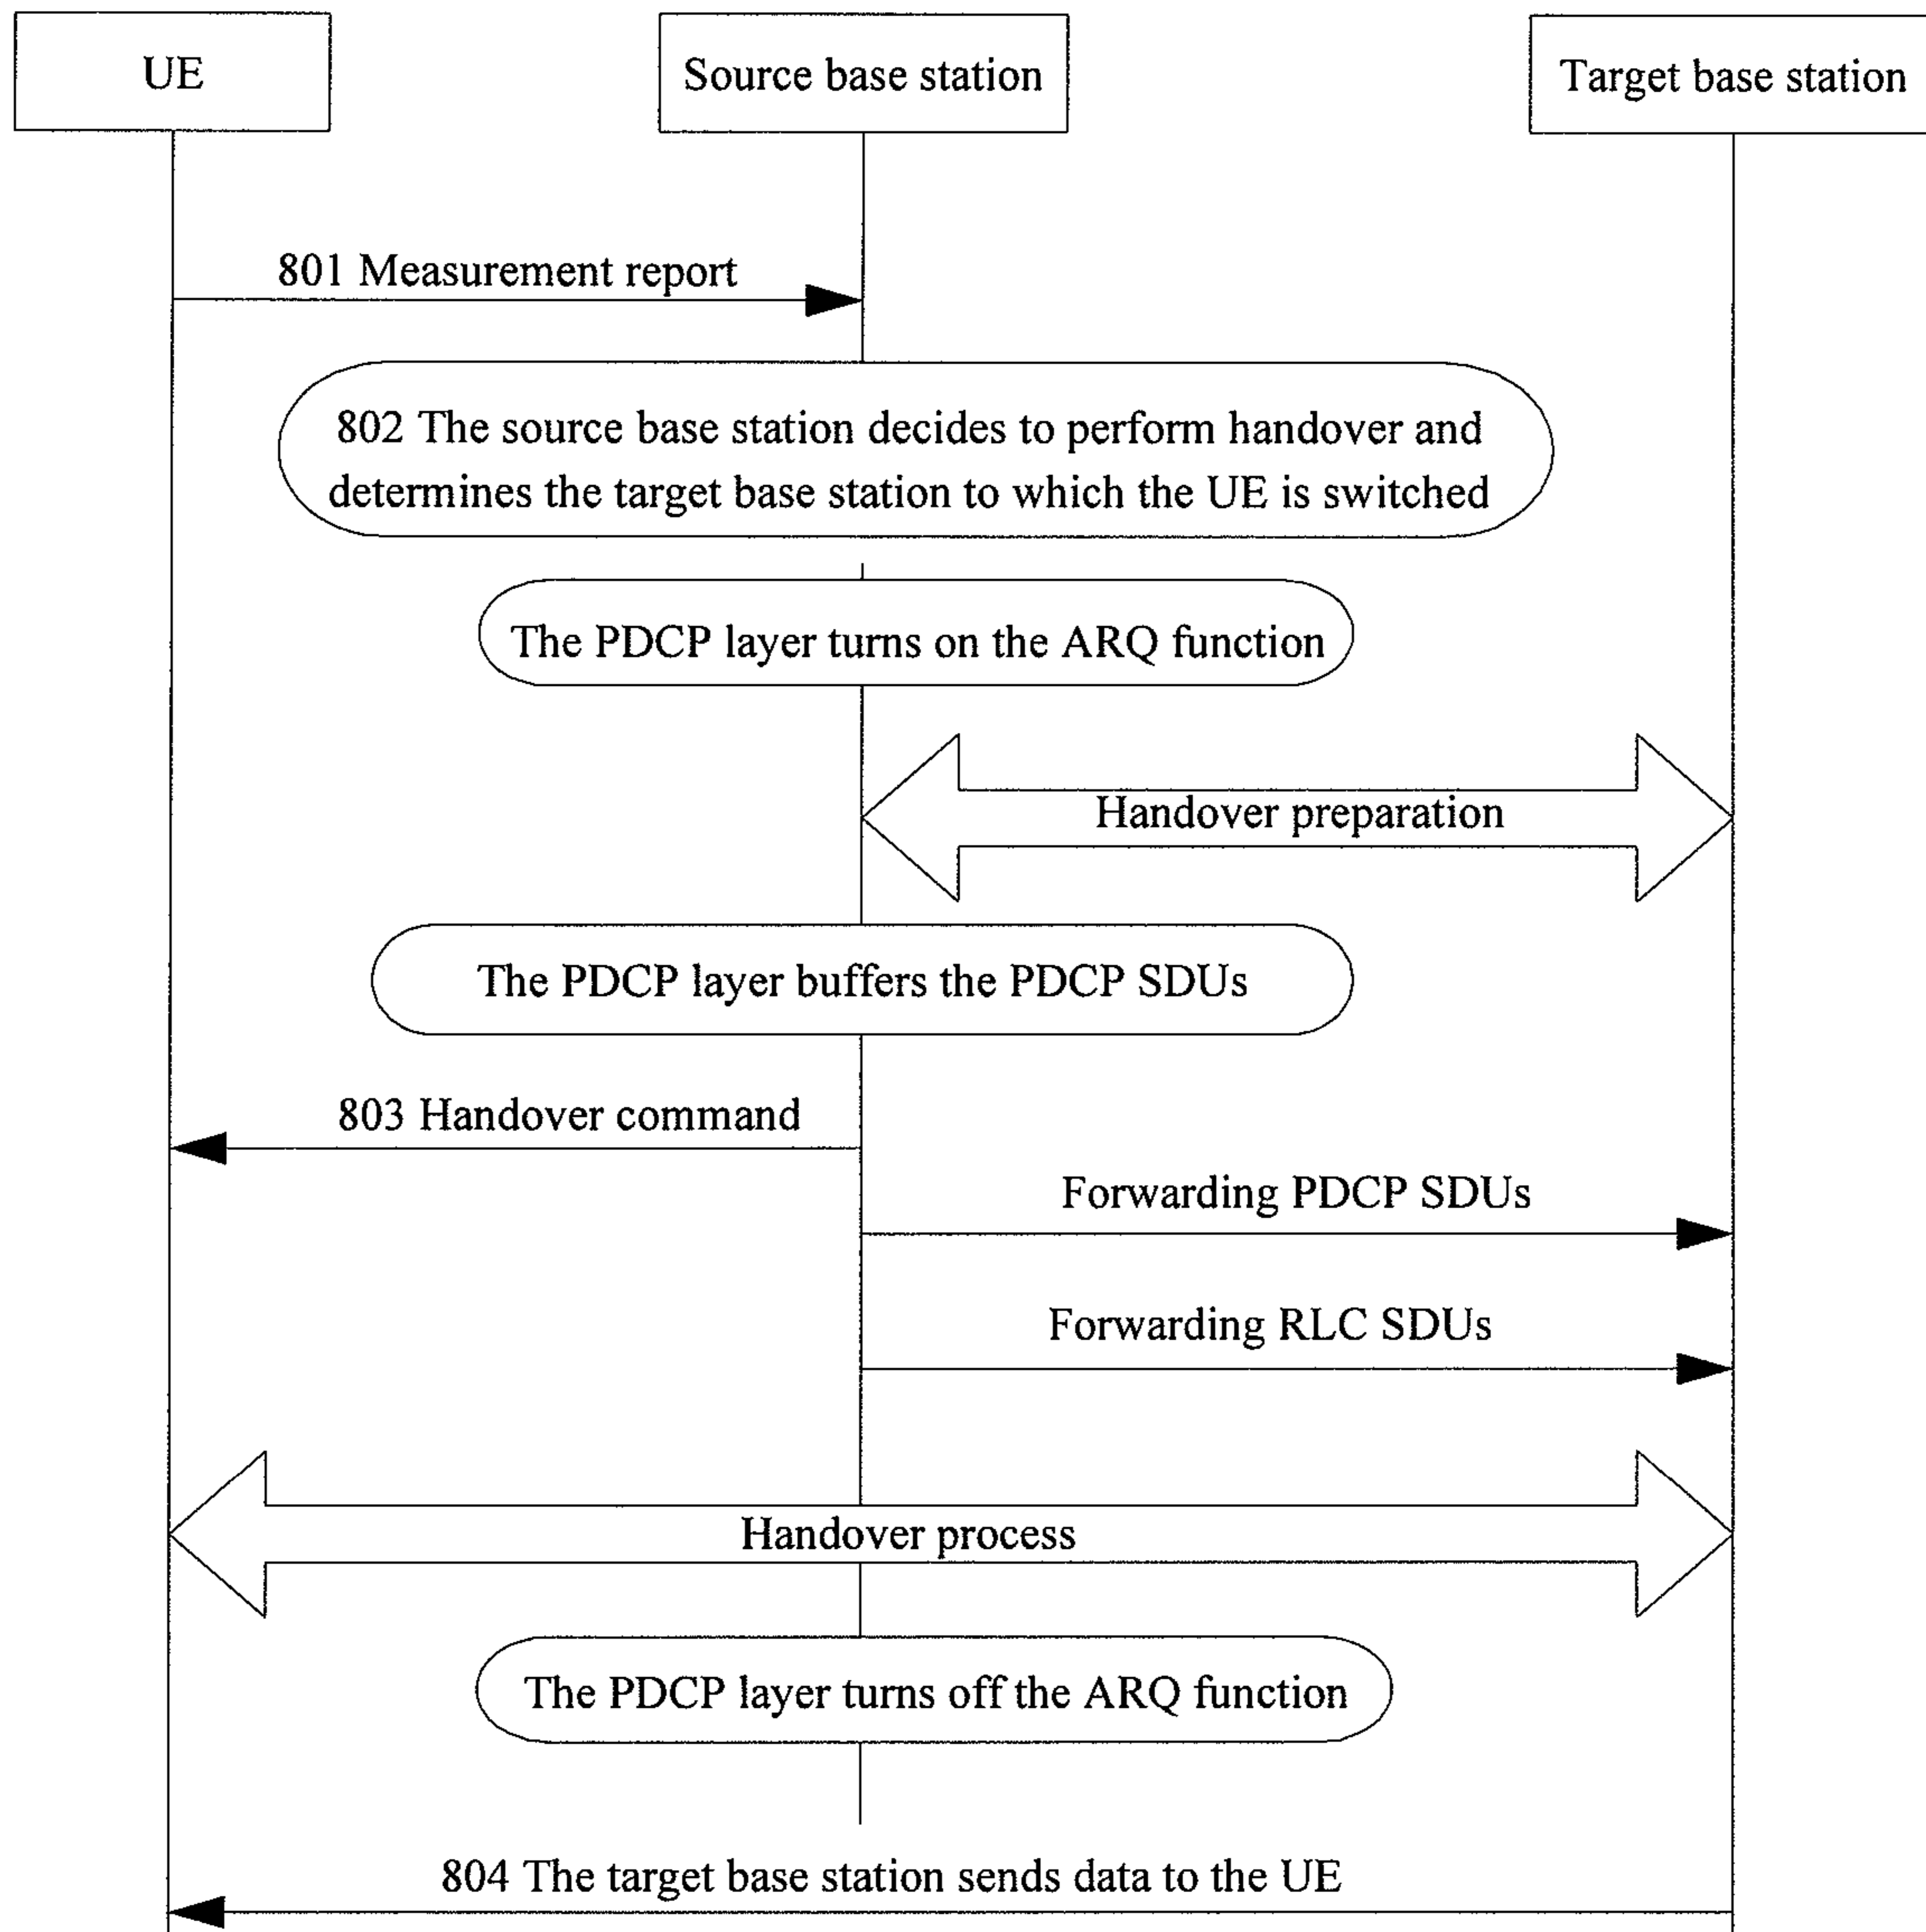 UE
Source base station
Target base station
801 Measurement report
802 The source base station decides to perform handover and
determines the target base station to which the UE is switched
The PDCP layer turns on the ARQ function
Handover preparation
The PDCP layer buffers the PDCP SDUs
803 Handover command
Forwarding PDCP SDUs
Forwarding RLC SDUs
Handover process
The PDCP layer turns off the ARQ function
804 The target base station sends data to the UE